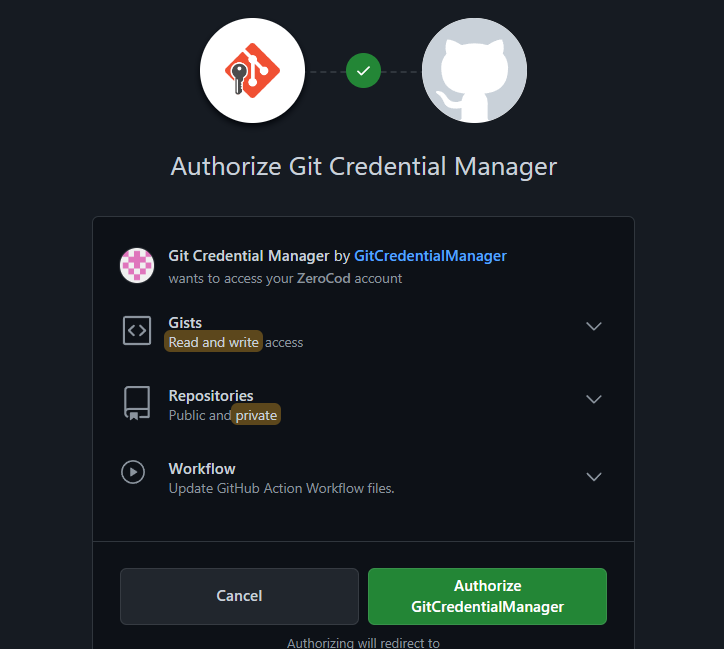 Authorize Git Credential Manager
Git Credential Manager by GitCredentialManager
wants to access your ZeroCod account
Gists
Read and write access
Repositories
Public and private
Workflow
Update GitHub Action Workflow files.
Cancel
Authorize
GitCredentialManager
Authorizing will redirect to